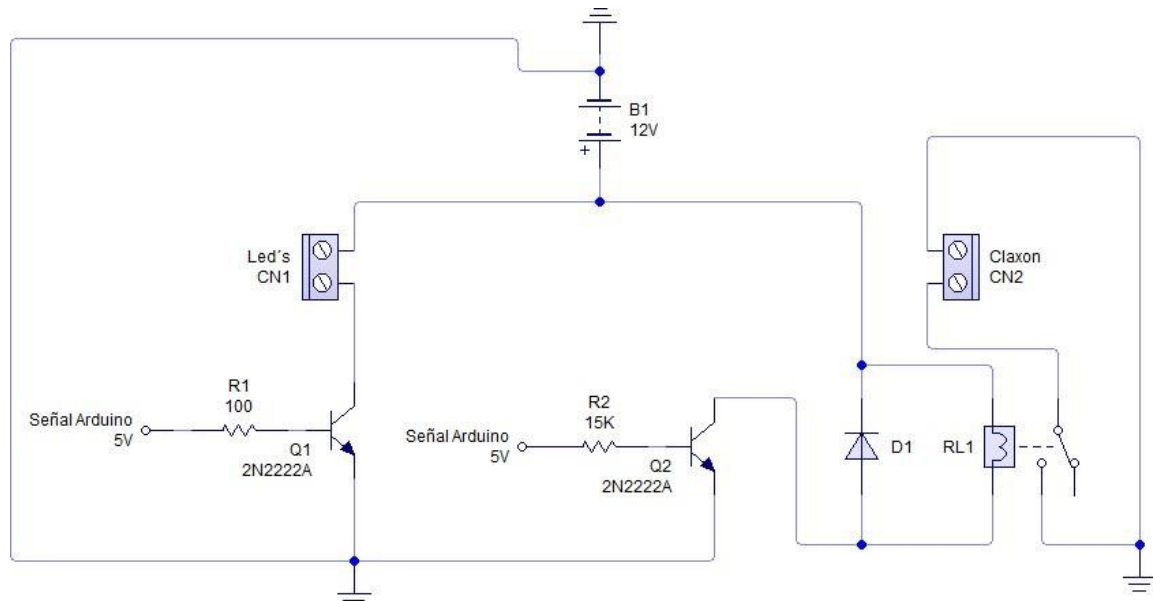 B1
12V
+
Led´s
CN1
Claxon
CN2
R1
100
Señal Arduino
5V
Q1
2N2222A
R2
15K
Señal Arduino
5V
Q2
2N2222A
D1
RL1